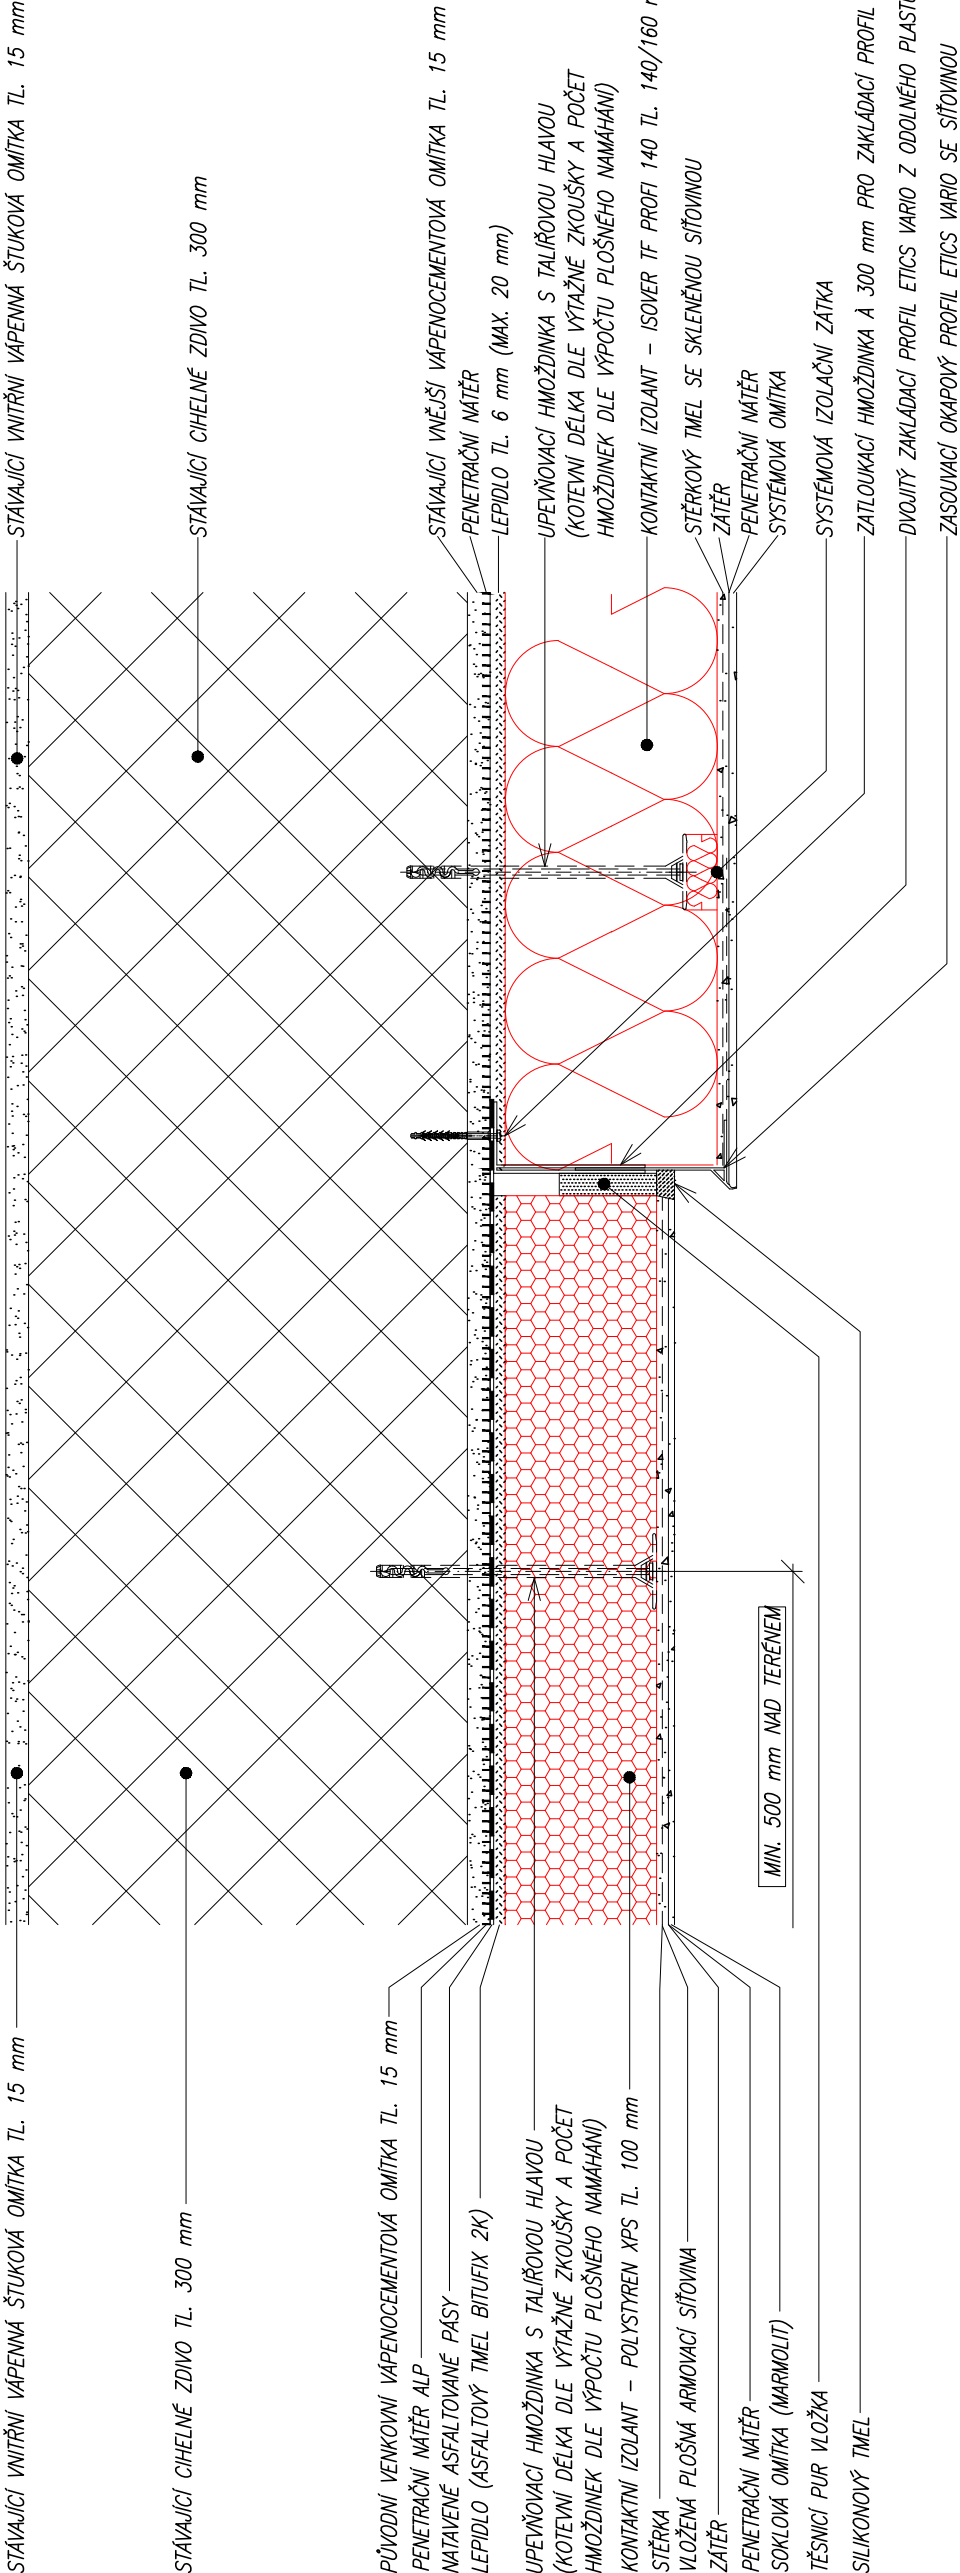 STÁVAJÍCÍ VNITŘNÍ VÁPENNÁ ŠTUKOVÁ OMÍTKA TL. 15 mm
STÁVAJÍCÍ CIHELNÉ ZDIVO TL. 300 mm
STÁVAJÍCÍ VNĚJŠÍ VÁPENOCEMENTOVÁ OMÍTKA TL. 15 mm
PENETRAČNÍ NÁTĚR
LEPIDLO TL. 6 mm (MAX. 20 mm)
UPEVŇOVACÍ HMOŽDINKA S TALÍŘOVOU HLAVOU
(KOTEVNÍ DÉLKA DLE VÝTAŽNÉ ZKOUŠKY A POČET
HMOŽDINEK DLE VÝPOČTU PLOŠNÉHO NAMÁHÁNÍ)
KONTAKTNÍ IZOLANT - ISOVER TF PROFI 140 TL. 140/160
STĚRKOVÝ TMEL SE SKLENĚNOU SÍŤOVINOU
ZÁTĚR
PENETRAČNÍ NÁTĚR
SYSTÉMOVÁ OMÍTKA
SYSTÉMOVÁ IZOLAČNÍ ZÁTKA
ZATLOUKACÍ HMOŽDINKA À 300 mm PRO ZAKLÁDACÍ PROFIL
DVOJITÝ ZAKLÁDACÍ PROFIL ETICS VARIO Z ODOLNÉHO PLASTU
ZASOUVACÍ OKAPOVÝ PROFIL ETICS VARIO SE SÍŤOVINOU
MIN. 500 mm NAD TERÉNEM
STÁVAJÍCÍ VNITŘNÍ VÁPENNÁ ŠTUKOVÁ OMÍTKA TL. 15 mm
STÁVAJÍCÍ CIHELNÉ ZDIVO TL. 300 mm
PŮVODNÍ VENKOVNÍ VÁPENOCEMENTOVÁ OMÍTKA TL. 15 mm
PENETRAČNÍ NÁTĚR ALP
NATAVENÉ ASFALTOVANÉ PÁSY
LEPIDLO (ASFALTOVÝ TMEL BITUFIX 2K)
UPEVŇOVACÍ HMOŽDINKA S TALÍŘOVOU HLAVOU
(KOTEVNÍ DÉLKA DLE VÝTAŽNÉ ZKOUŠKY A POČET
HMOŽDINEK DLE VÝPOČTU PLOŠNÉHO NAMÁHÁNÍ)
KONTAKTNÍ IZOLANT - POLYSTYREN XPS TL. 100 mm
STĚRKA
VLOŽENÁ PLOŠNÁ ARMOVACÍ SÍŤOVINA
ZÁTĚR
PENETRAČNÍ NÁTĚR
SOKLOVÁ OMÍTKA (MARMOLIT)
TĚSNICÍ PUR VLOŽKA
SILIKONOVÝ TMEL